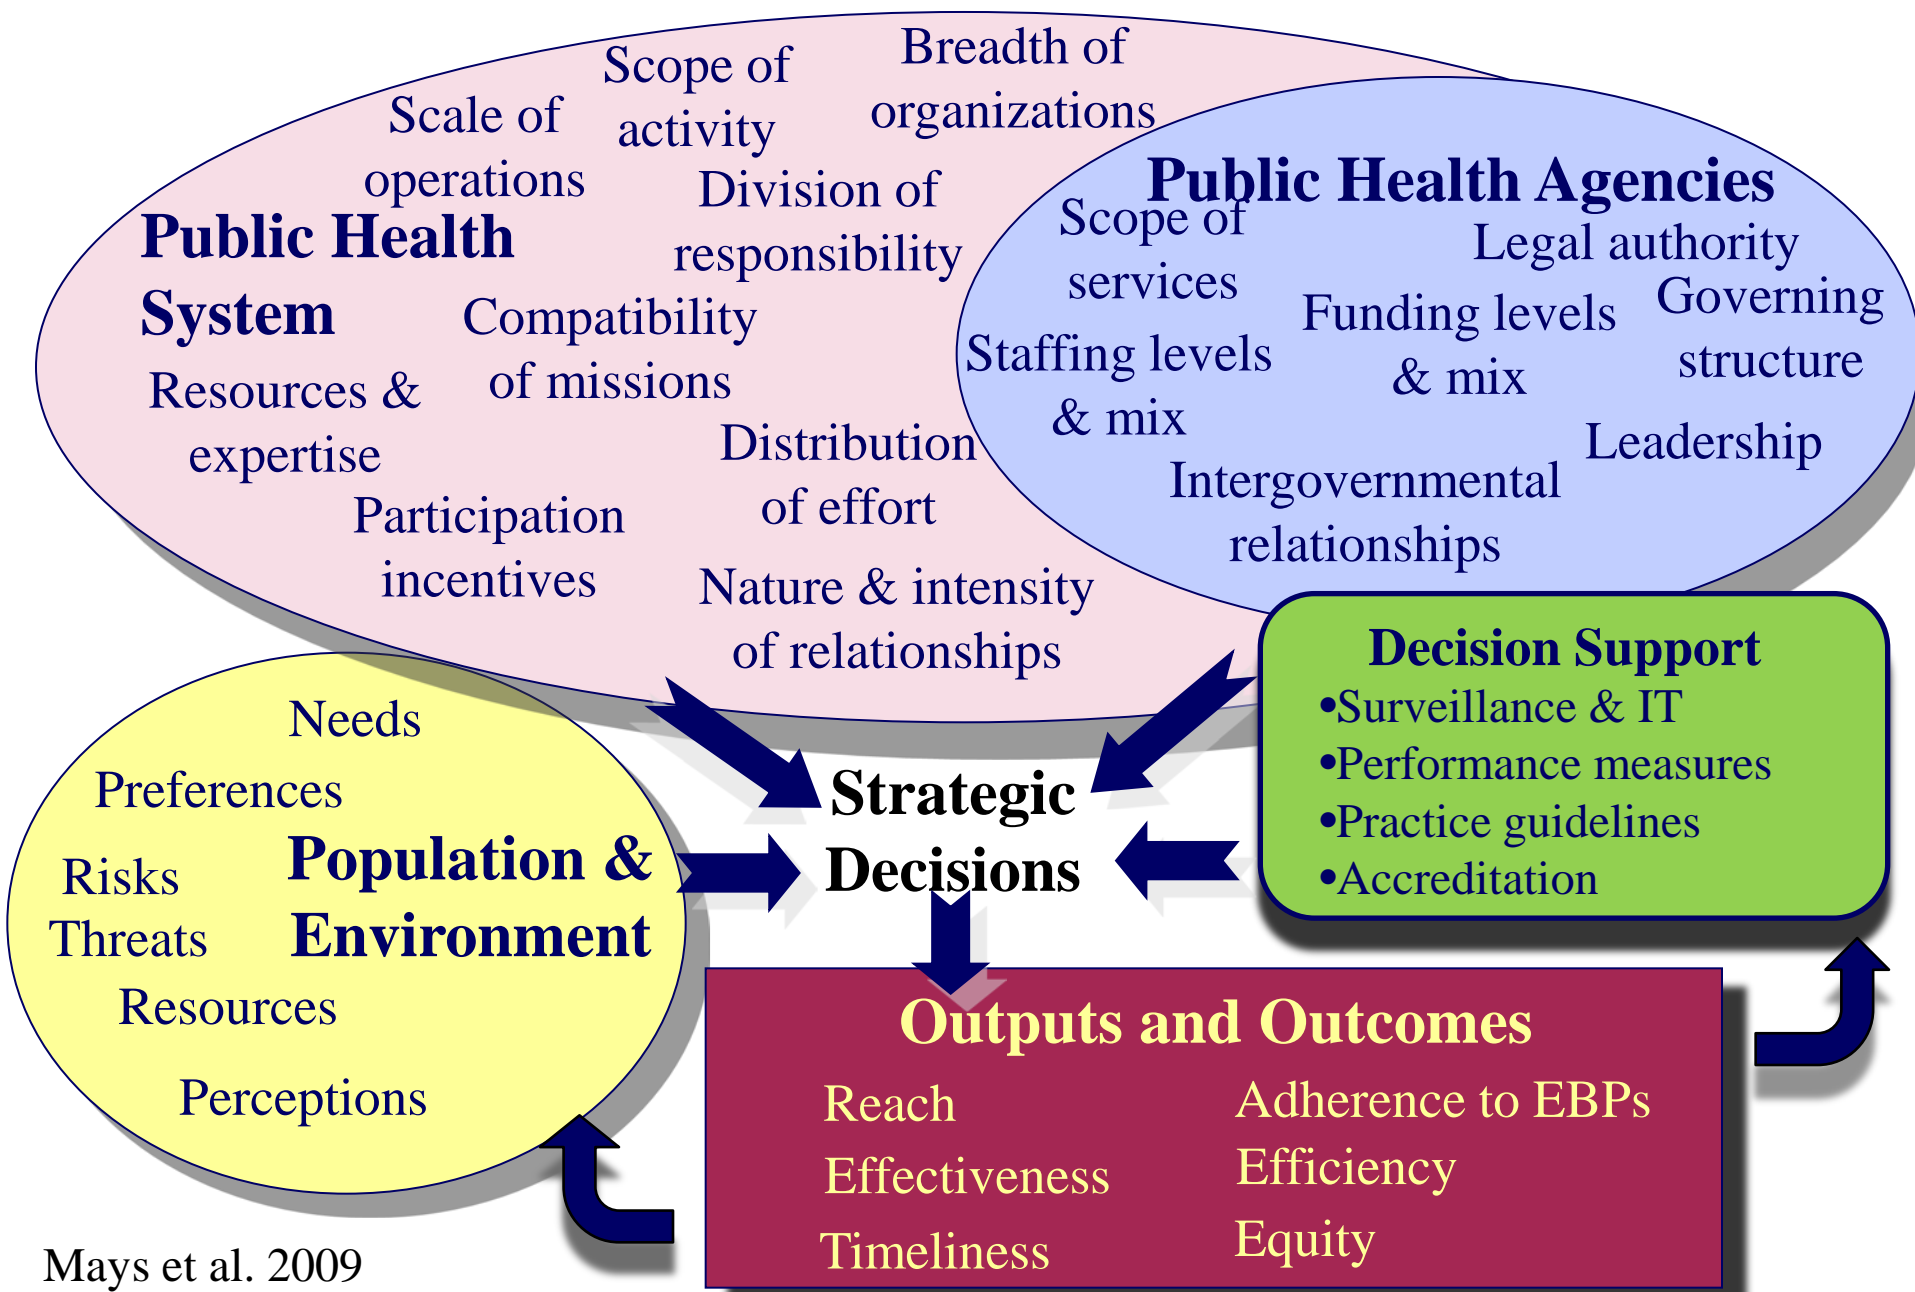 Scope of
activity
Breadth of
organizations
Scale of
operations
Division of
responsibility
Public Health
System
Compatibility
of missions
Resources &
expertise
Distribution
of effort
Participation
incentives
Nature & intensity
of relationships
Public Health Agencies
Scope of
services
Legal authority
Funding levels
& mix
Governing
structure
Staffing levels
& mix
Leadership
Intergovernmental
relationships
Decision Support
•Surveillance & IT
•Performance measures
•Practice guidelines
•Accreditation
Strategic
Decisions
Needs
Preferences
Population &
Environment
Risks
Threats
Resources
Perceptions
Outputs and Outcomes
Reach
Adherence to EBPs
Effectiveness
Efficiency
Timeliness
Equity
Mays et al. 2009